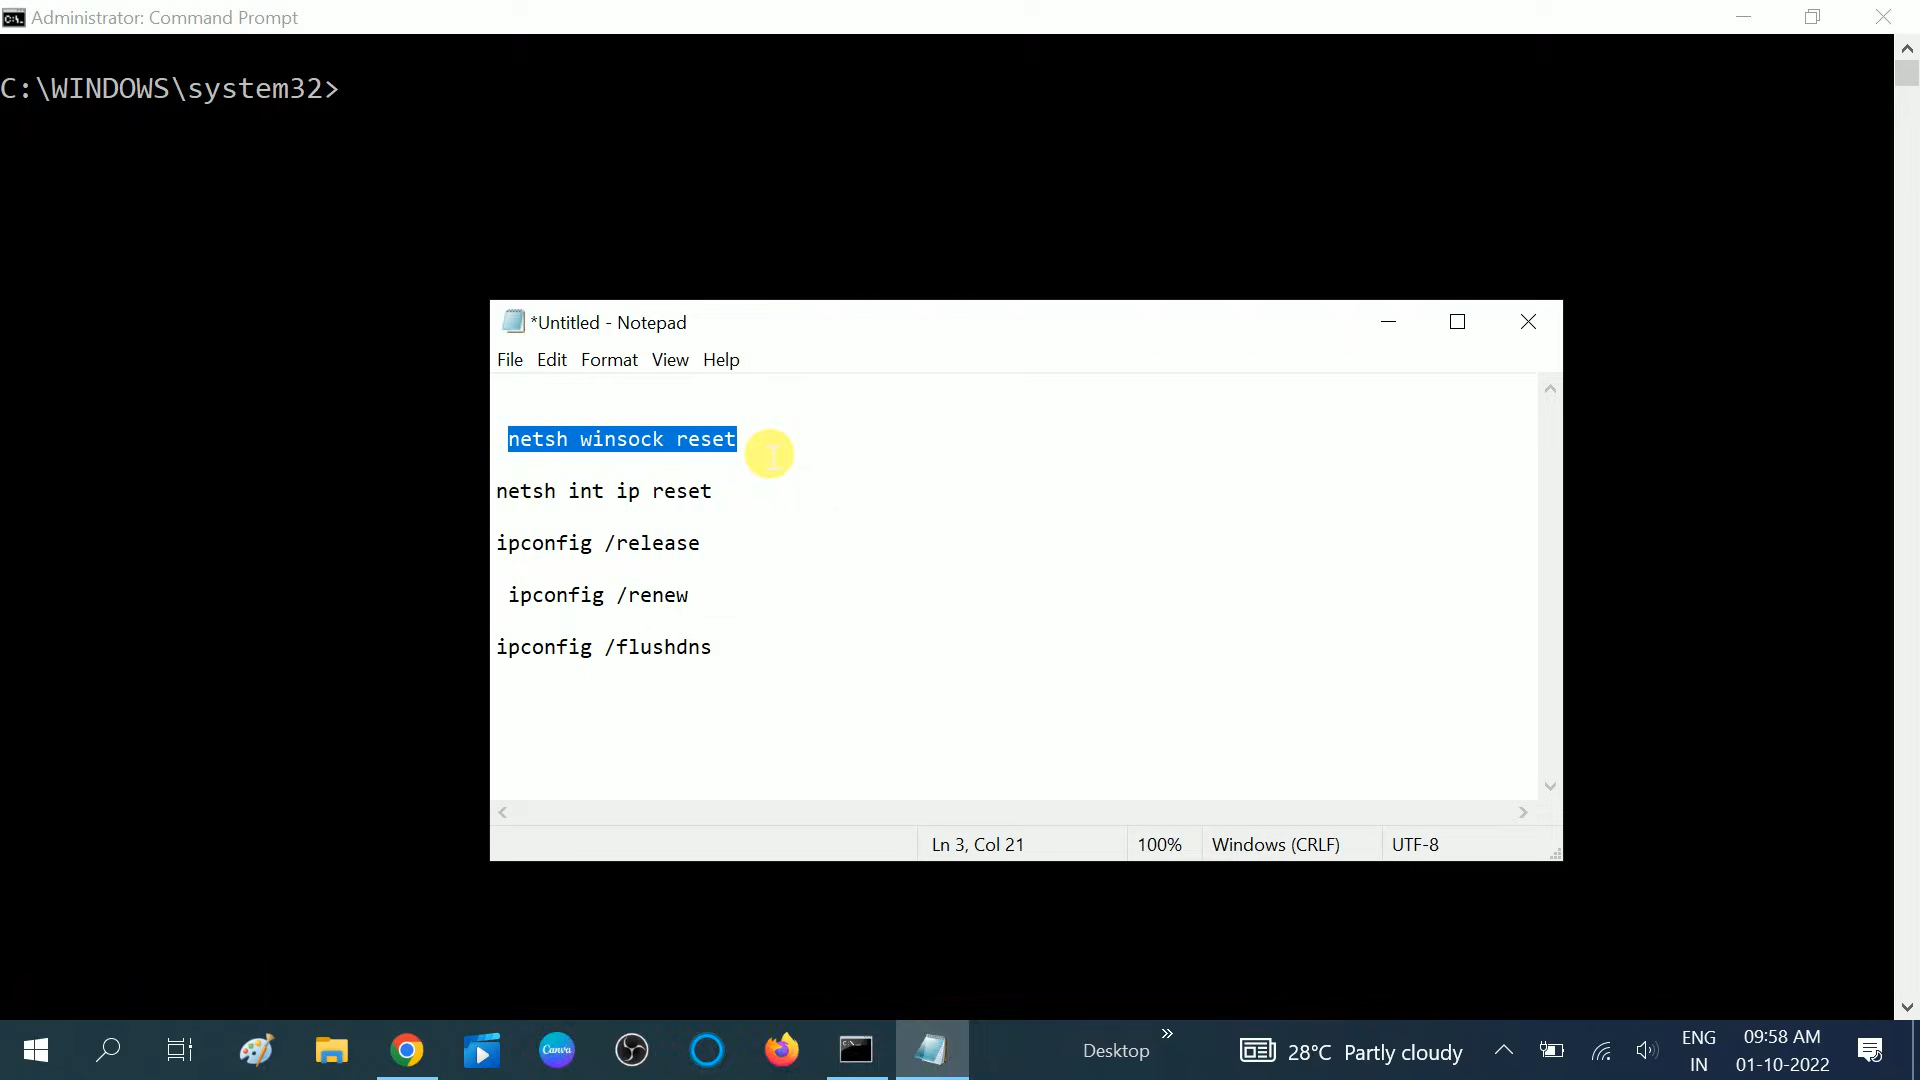 Administrator: Command Prompt
C:\WINDOWS\system32>
*Untitled - Notepad
File Edit Format View Help
netsh winsock reset
netsh int ip reset
ipconfig /release
ipconfig /renew
ipconfig /flushdns
Ln 3, Col 21 100% Windows (CRLF) UTF-8
Canva
Desktop
28°C Partly cloudy
ENG
IN
09:58 AM
01-10-2022